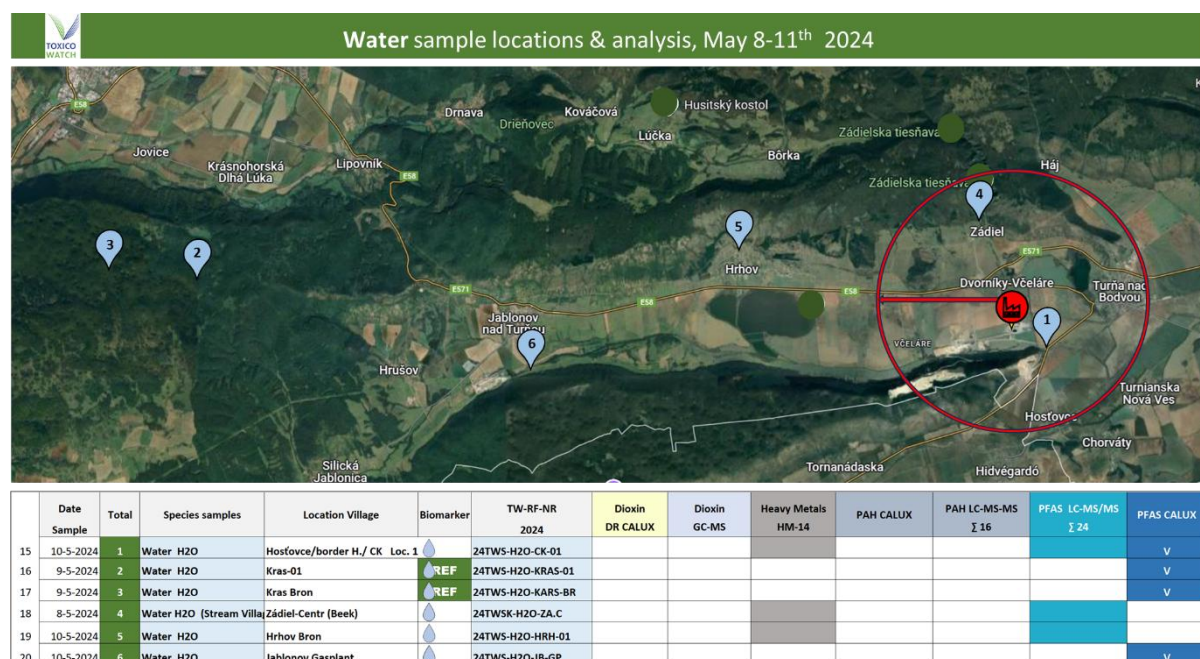 TOXICO
WATCH
Water sample locations & analysis, May 8-11th 2024
E58
Husitský kostol
Drnava
Kováčová
Drieňovec
Lúčka
Zádielska tiesňava
Jovice
Krásnohorská
Dlhá Lúka
Lipovník
Bôrka
Háj
E58
Zádielska tiesňava
4
5
3
2
Zádiel
Hrhov
E571
E571
E58
E58
Dvorníky-Včeláre
Turňa nad
Bodvou
Jablonov
nad Turňou
1
6
VČELÁRE
Hrušov
Turnianska
Nová Ves
Hosťovce
Chorváty
Silická
Jablonica
Tornanádaska
Hidvégardó
Date Sample Total Species samples Location Village Biomarker TW-RF-NR 2024 Dioxin DR CALUX Dioxin GC-MS Heavy Metals HM-14 PAH CALUX PAH LC-MS-MS Σ 16 PFAS LC-MS/MS Σ 24 PFAS CALUX
15 10-5-2024 1 Water H2O Hosťovce/border H./ CK Loc. 1 24TWS-H2O-CK-01 V
16 9-5-2024 2 Water H2O Kras-01 REF 24TWS-H2O-KRAS-01 V
17 9-5-2024 3 Water H2O Kras Bron REF 24TWS-H2O-KARS-BR V
18 8-5-2024 4 Water H2O (Stream Villag Zádiel-Centr (Beek) 24TWSK-H2O-ZA.C
19 10-5-2024 5 Water H2O Hrhov Bron 24TWS-H2O-HRH-01
20 10-5-2024 6 Water H2O Jablonov Gasplant 24TWS-H2O-JB-GP V